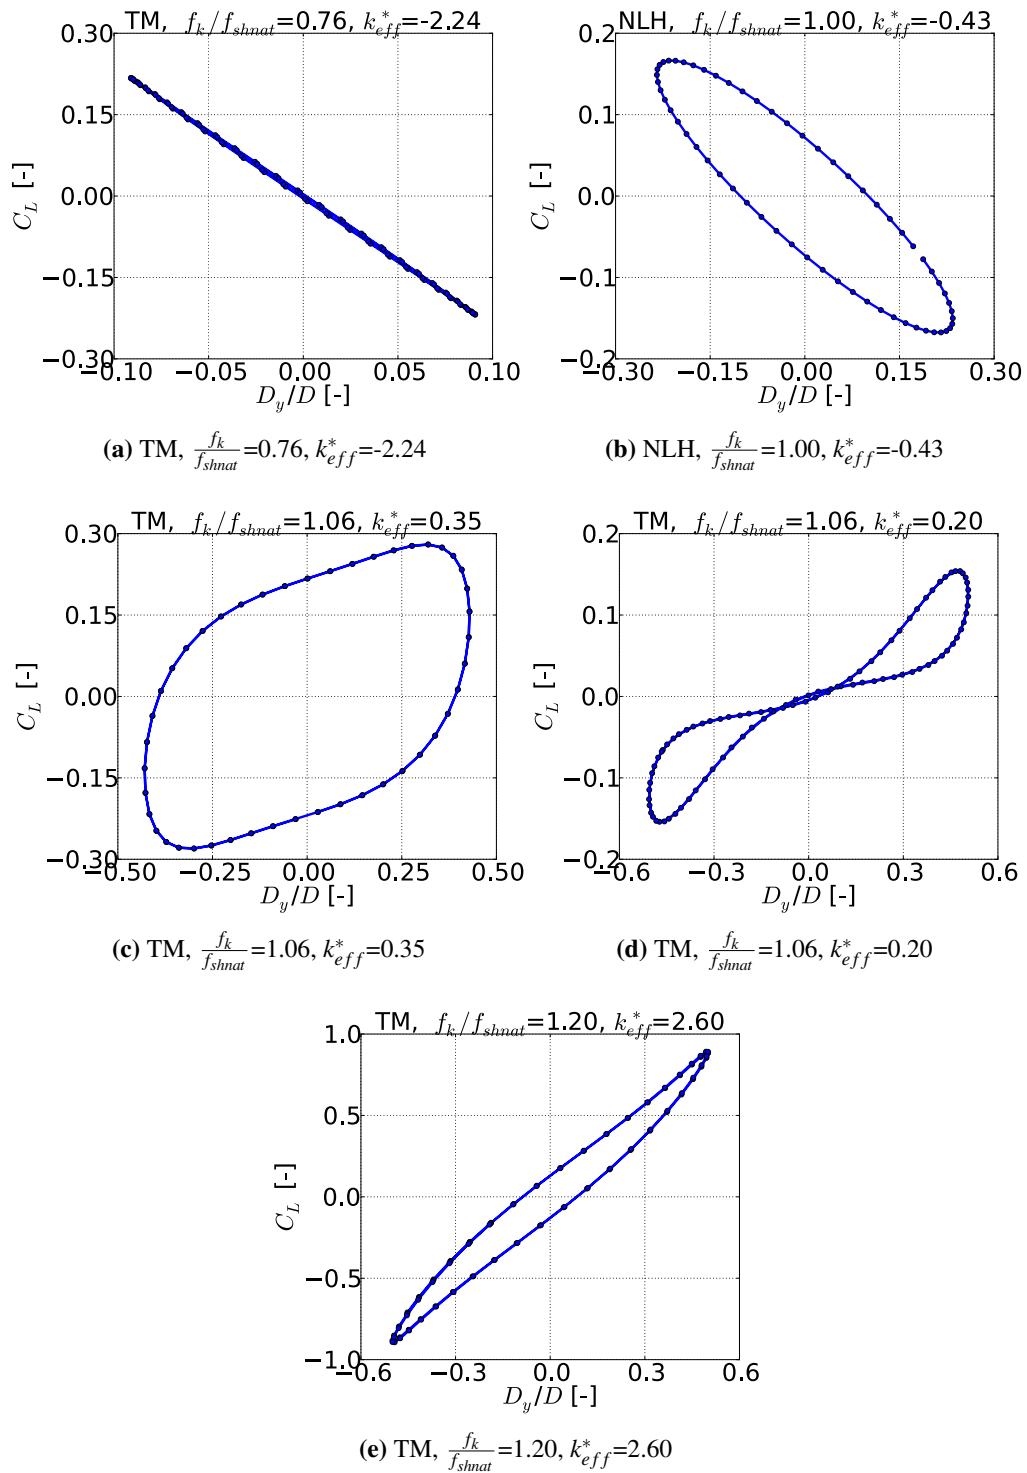 TM, f_k/f_shnat=0.76, k*_eff=-2.24
0.30
0.15
0.00
−0.15
−0.30
C_L [-]
−0.10
−0.05
0.00
0.05
0.10
D_y/D [-]
(a) TM, f_k/f_shnat=0.76, k*_eff=-2.24
NLH, f_k/f_shnat=1.00, k*_eff=-0.43
0.2
0.1
0.0
−0.1
−0.2
C_L [-]
−0.30
−0.15
0.00
0.15
0.30
D_y/D [-]
(b) NLH, f_k/f_shnat=1.00, k*_eff=-0.43
TM, f_k/f_shnat=1.06, k*_eff=0.35
0.30
0.15
0.00
−0.15
−0.30
C_L [-]
−0.50
−0.25
0.00
0.25
0.50
D_y/D [-]
(c) TM, f_k/f_shnat=1.06, k*_eff=0.35
TM, f_k/f_shnat=1.06, k*_eff=0.20
0.2
0.1
0.0
−0.1
−0.2
C_L [-]
−0.6
−0.3
0.0
0.3
0.6
D_y/D [-]
(d) TM, f_k/f_shnat=1.06, k*_eff=0.20
TM, f_k/f_shnat=1.20, k*_eff=2.60
1.0
0.5
0.0
−0.5
−1.0
C_L [-]
−0.6
−0.3
0.0
0.3
0.6
D_y/D [-]
(e) TM, f_k/f_shnat=1.20, k*_eff=2.60